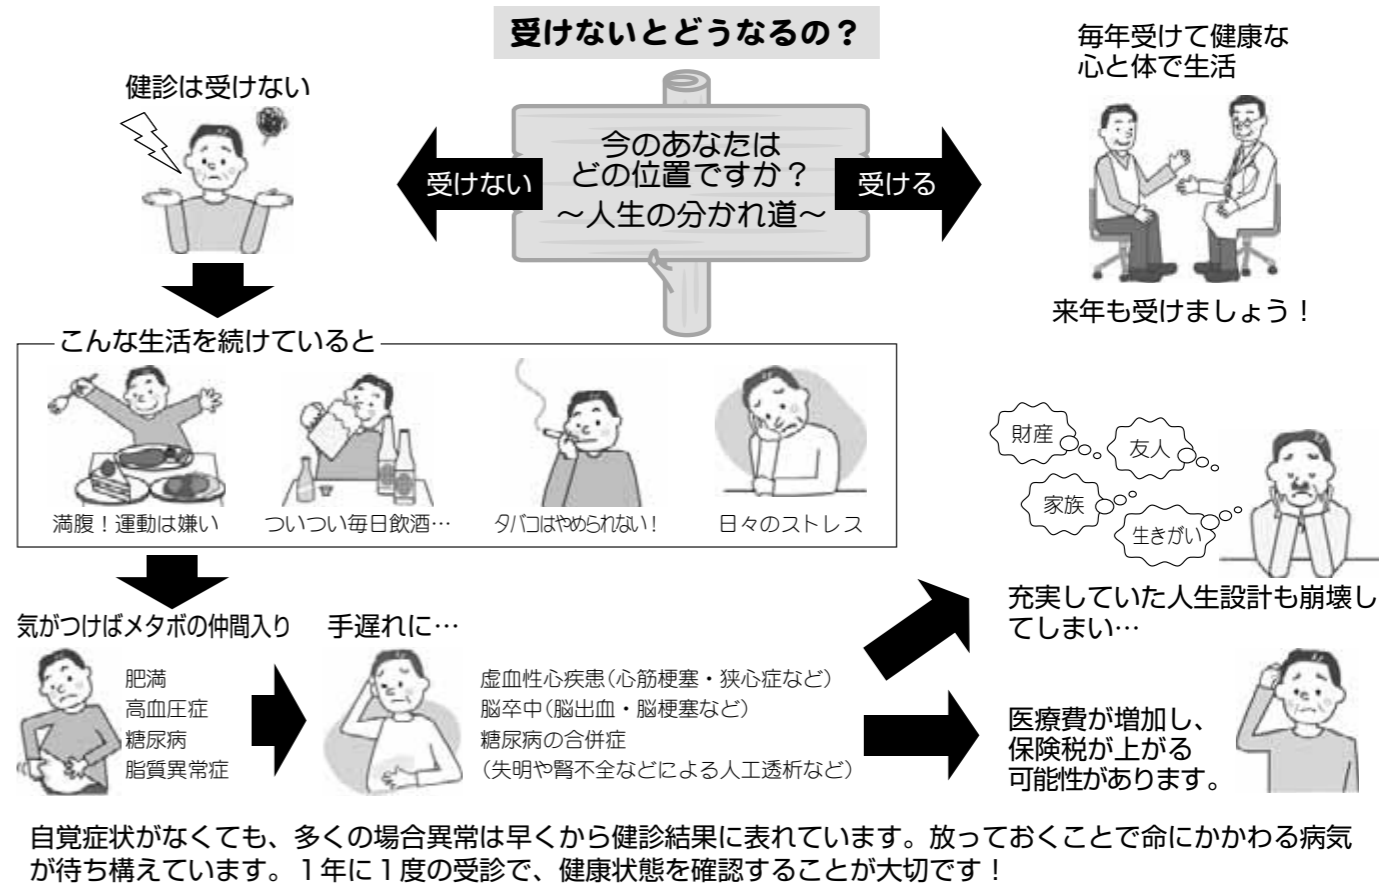 受けないとどうなるの？
今のあなたは
どの位置ですか？
～人生の分かれ道～
受けない
受ける
毎年受けて健康な
心と体で生活
来年も受けましょう！
健診は受けない
こんな生活を続けていると
満腹！運動は嫌い
ついつい毎日飲酒…
タバコはやめられない！
日々のストレス
気がつけばメタボの仲間入り
肥満
高血圧症
糖尿病
脂質異常症
手遅れに…
虚血性心疾患（心筋梗塞・狭心症など）
脳卒中（脳出血・脳梗塞など）
糖尿病の合併症
（失明や腎不全などによる人工透析など）
財産
友人
家族
生きがい
充実していた人生設計も崩壊し
てしまい…
医療費が増加し、
保険税が上がる
可能性があります。
自覚症状がなくても、多くの場合異常は早くから健診結果に表れています。放っておくことで命にかかわる病気
が待ち構えています。１年に１度の受診で、健康状態を確認することが大切です！